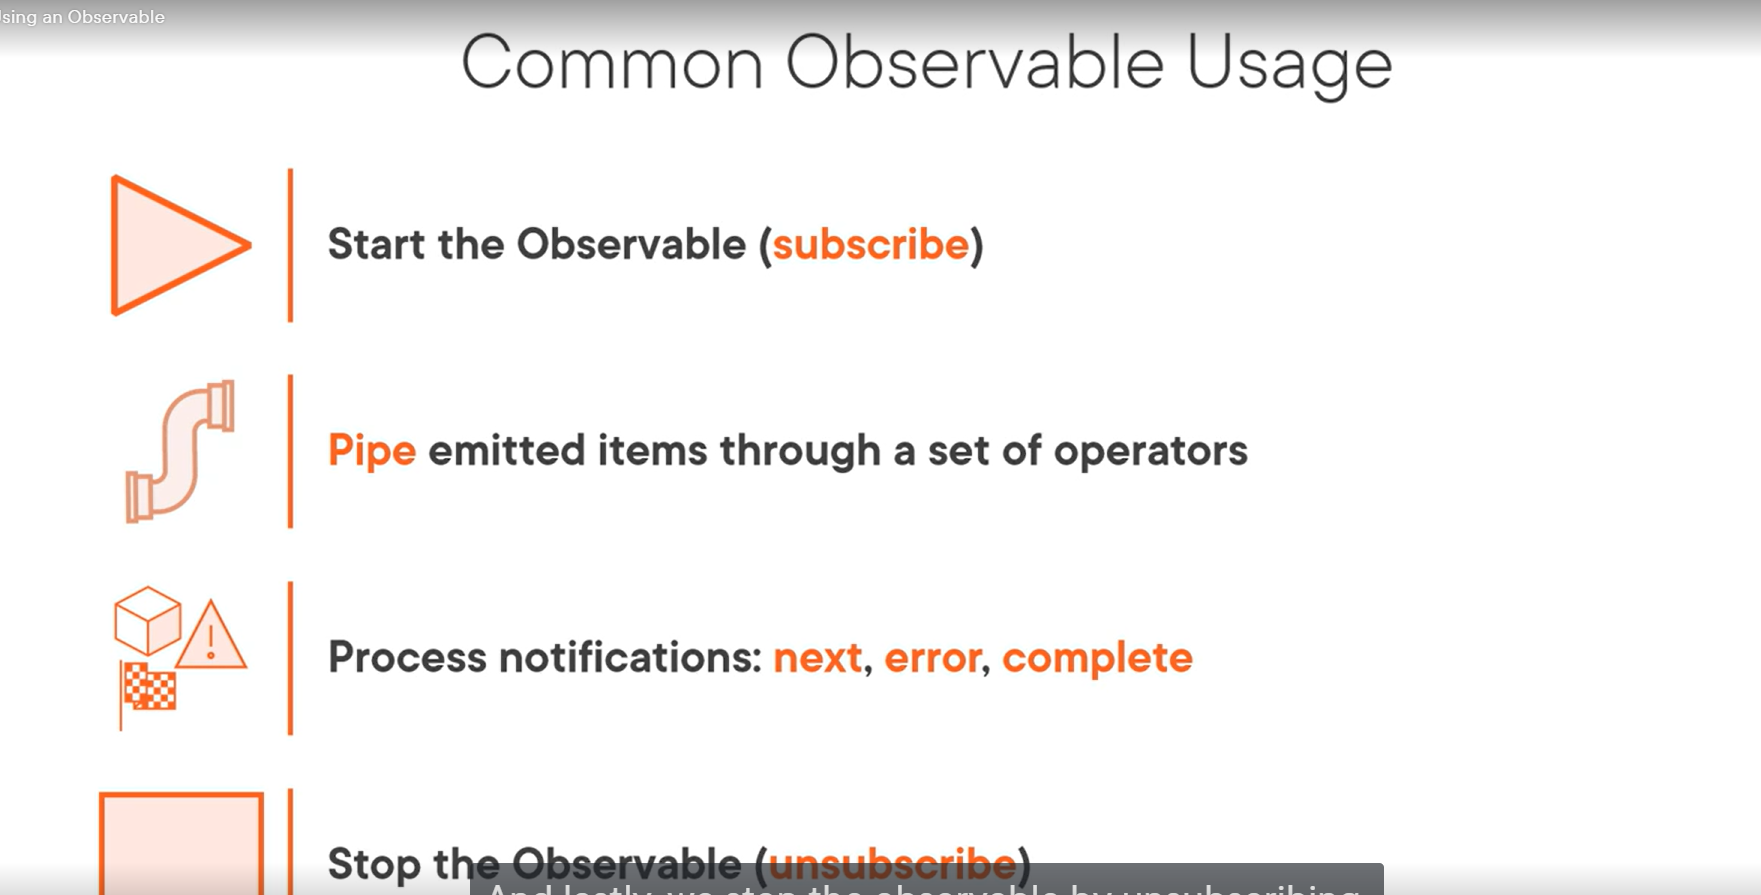 Using an Observable
Common Observable Usage
Start the Observable (subscribe)
Pipe emitted items through a set of operators
Process notifications: next, error, complete
Stop the Observable (unsubscribe)
And lastly, we stop the observable by unsubscribing